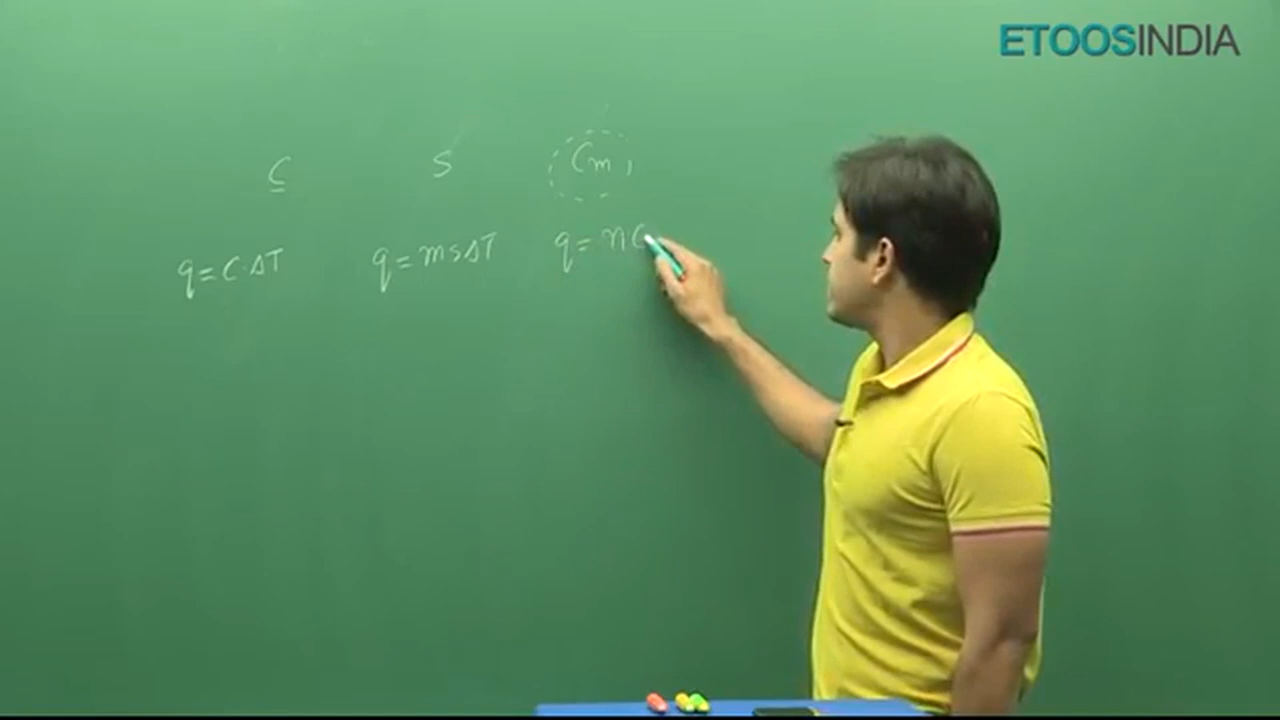 ETOOSINDIA
C S Cm
q = C·ΔT q = msΔT q = nC